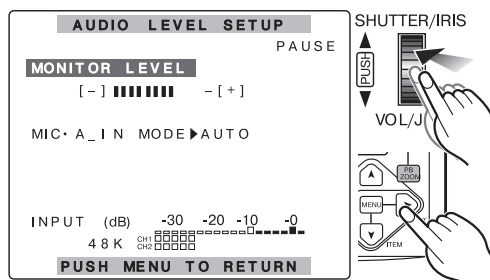 AUDIO LEVEL SETUP
PAUSE
MONITOR LEVEL
[-] -[+]
MIC· A_IN MODE▶AUTO
INPUT (dB) -30 -20 -10 -0
48K CH1
CH2
PUSH MENU TO RETURN
SHUTTER/IRIS
PUSH
VOL/J
PB
ZOOM
MENU
ITEM